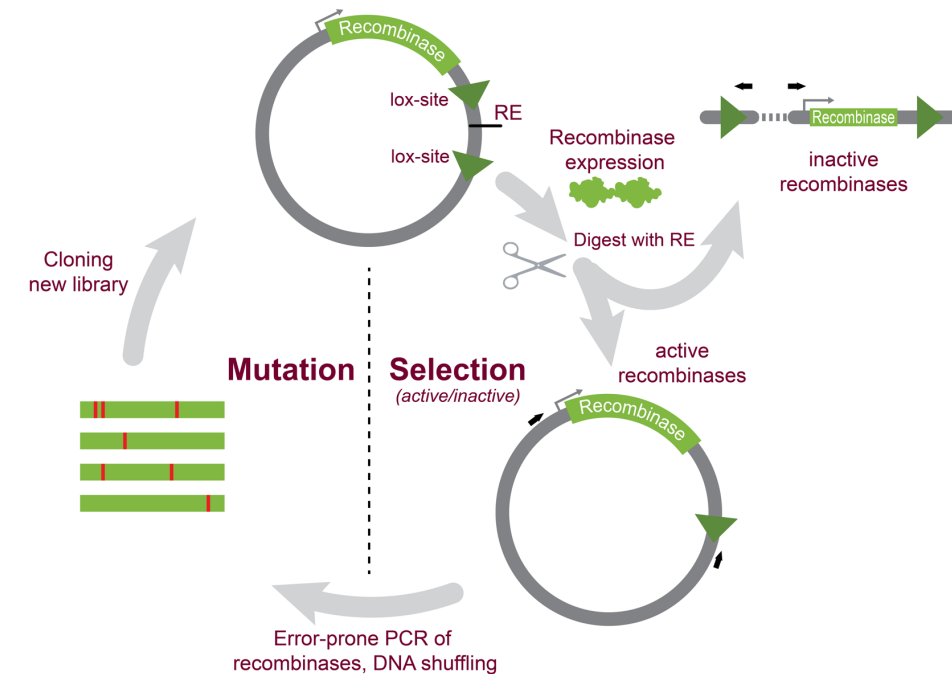 Recombinase
lox-site
RE
lox-site
Recombinase
expression
Digest with RE
Recombinase
inactive
recombinases
Cloning
new library
Mutation
Selection
(active/inactive)
active
recombinases
Recombinase
Error-prone PCR of
recombinases, DNA shuffling